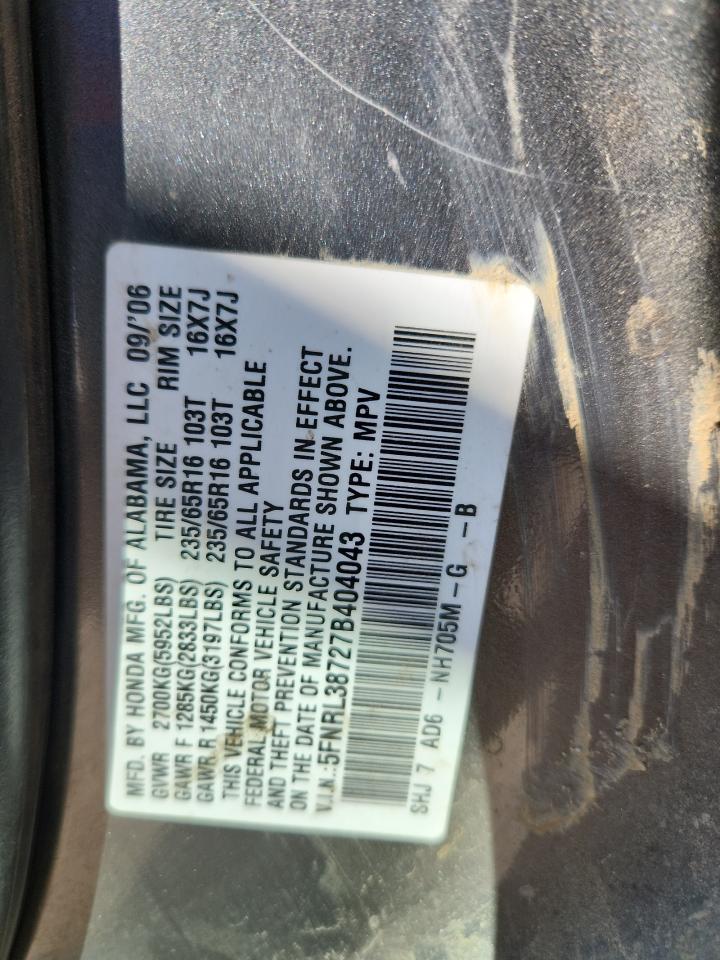 MFD. BY HONDA MFG. OF ALABAMA, LLC 09/'06
GVWR 2700KG(5952LBS) TIRE SIZE RIM SIZE
GAWR F 1285KG(2833LBS) 235/65R16 103T 16X7J
GAWR R 1450KG(3197LBS) 235/65R16 103T 16X7J
THIS VEHICLE CONFORMS TO ALL APPLICABLE
FEDERAL MOTOR VEHICLE SAFETY
AND THEFT PREVENTION STANDARDS IN EFFECT
ON THE DATE OF MANUFACTURE SHOWN ABOVE.
V.I.N.:5FNRL38727B404043 TYPE: MPV
SHJ 7 AD6 -NH705M-G -B